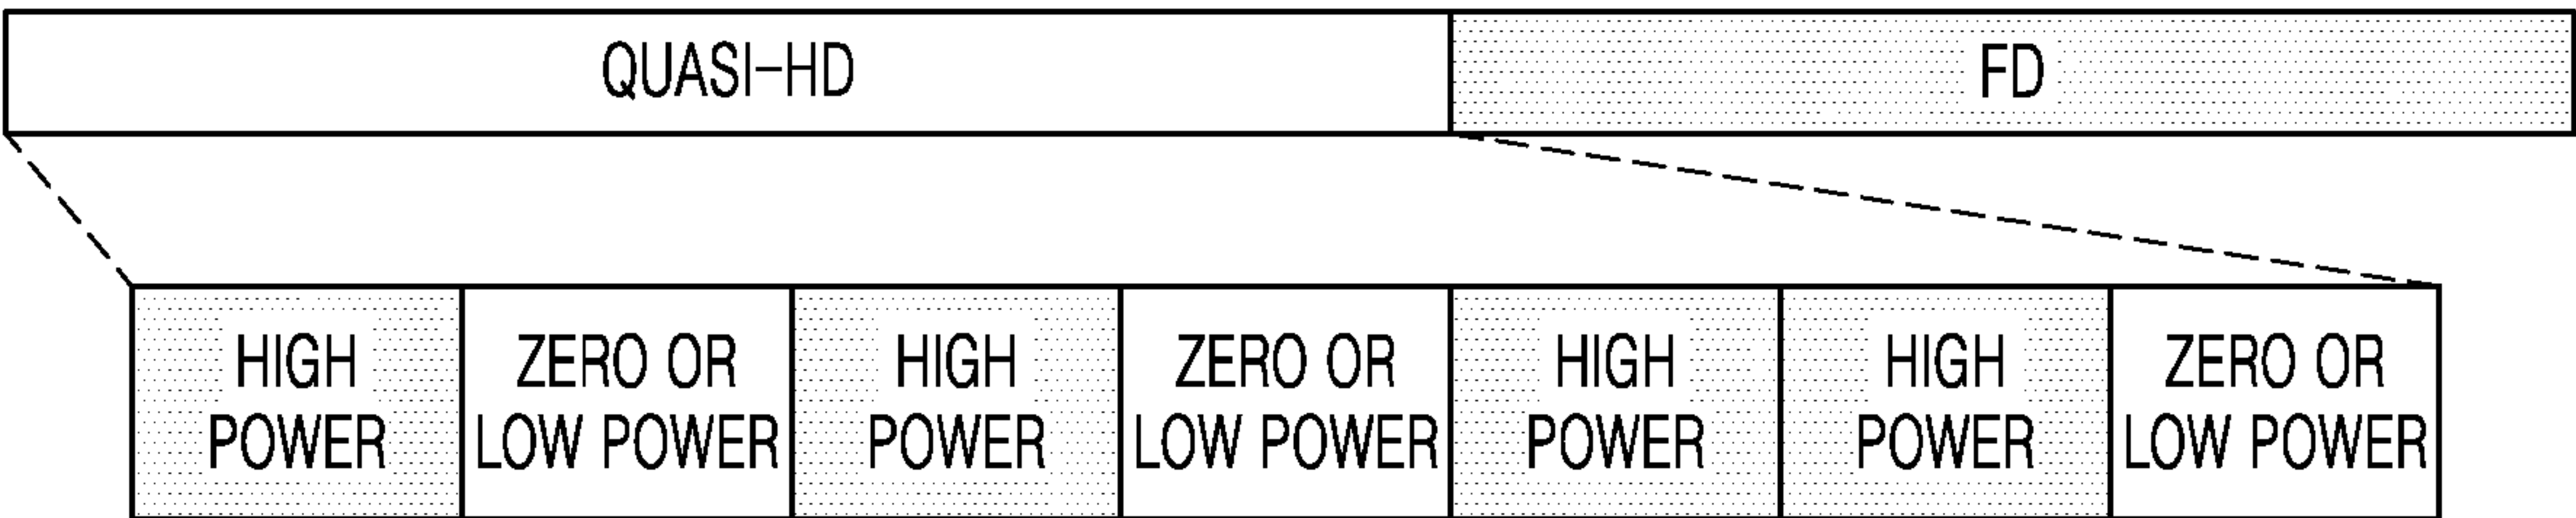 QUASI-HD
FD
HIGH
POWER
ZERO OR
LOW POWER
HIGH
POWER
ZERO OR
LOW POWER
HIGH
POWER
HIGH
POWER
ZERO OR
LOW POWER